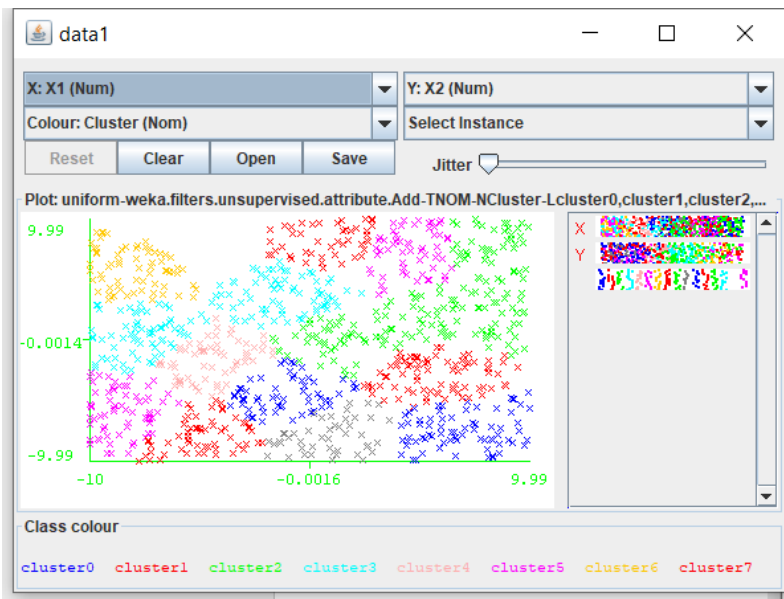 data1
X: X1 (Num)
Y: X2 (Num)
Colour: Cluster (Nom)
Select Instance
Reset
Clear
Open
Save
Jitter
Plot: uniform-weka.filters.unsupervised.attribute.Add-TNOM-NCluster-Lcluster0,cluster1,cluster2,...
9.99
-0.0014
-9.99
-10
-0.0016
9.99
X
Y
Class colour
cluster0 cluster1 cluster2 cluster3 cluster4 cluster5 cluster6 cluster7